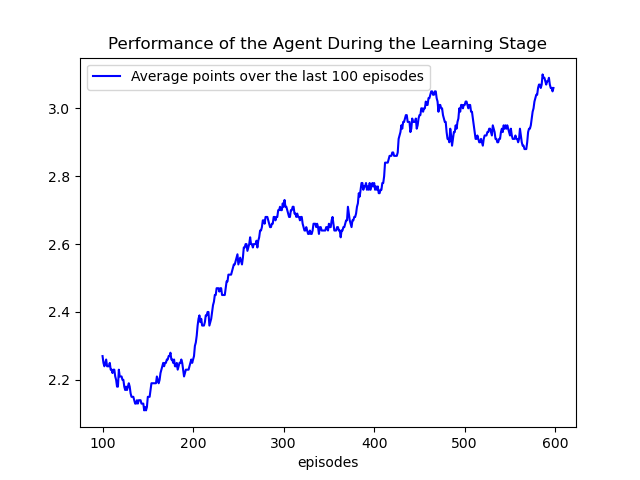 Performance of the Agent During the Learning Stage
Average points over the last 100 episodes
3.0
2.8
2.6
2.4
2.2
100 200 300 400 500 600
episodes